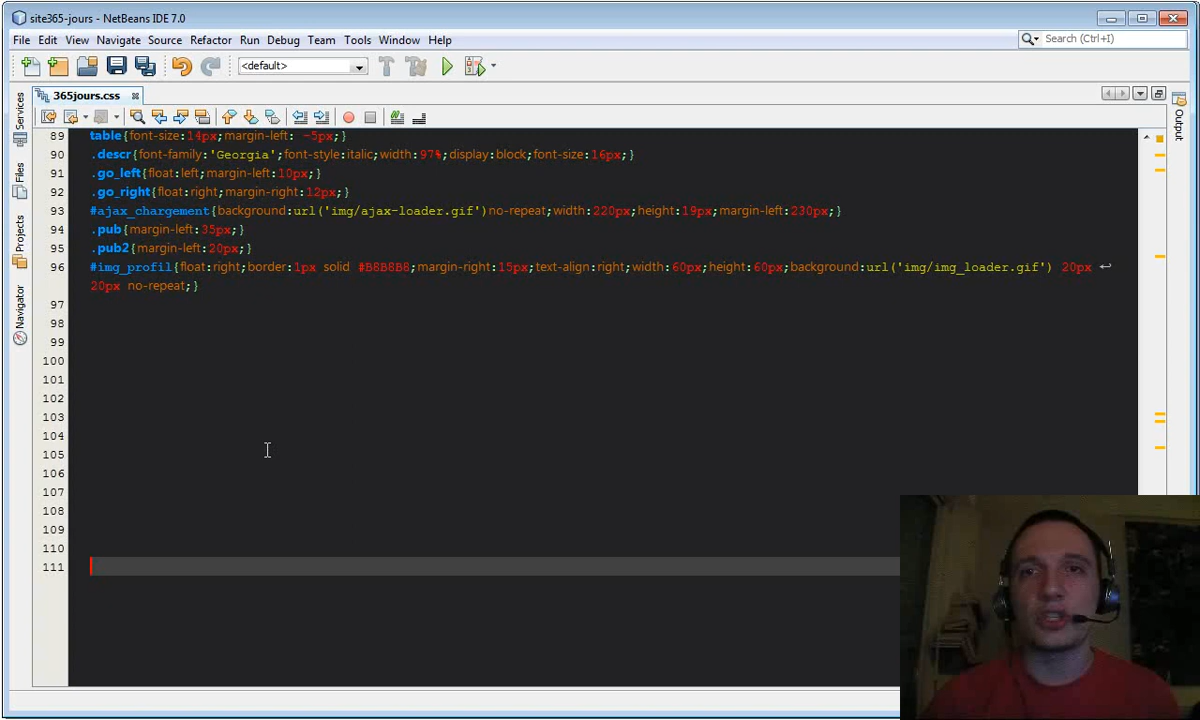 site365-jours - NetBeans IDE 7.0
File Edit View Navigate Source Refactor Run Debug Team Tools Window Help
Search (Ctrl+I)
<default>
365jours.css
Services
Files
Projects
Navigator
Output
89 table{font-size:14px;margin-left: -5px;}
90 .descr{font-family:'Georgia';font-style:italic;width:97%;display:block;font-size:16px;}
91 .go_left{float:left;margin-left:10px;}
92 .go_right{float:right;margin-right:12px;}
93 #ajax_chargement{background:url('img/ajax-loader.gif')no-repeat;width:220px;height:19px;margin-left:230px;}
94 .pub{margin-left:35px;}
95 .pub2{margin-left:20px;}
96 #img_profil{float:right;border:1px solid #B8B8B8;margin-right:15px;text-align:right;width:60px;height:60px;background:url('img/img_loader.gif') 20px
20px no-repeat;}
97
98
99
100
101
102
103
104
105
106
107
108
109
110
111